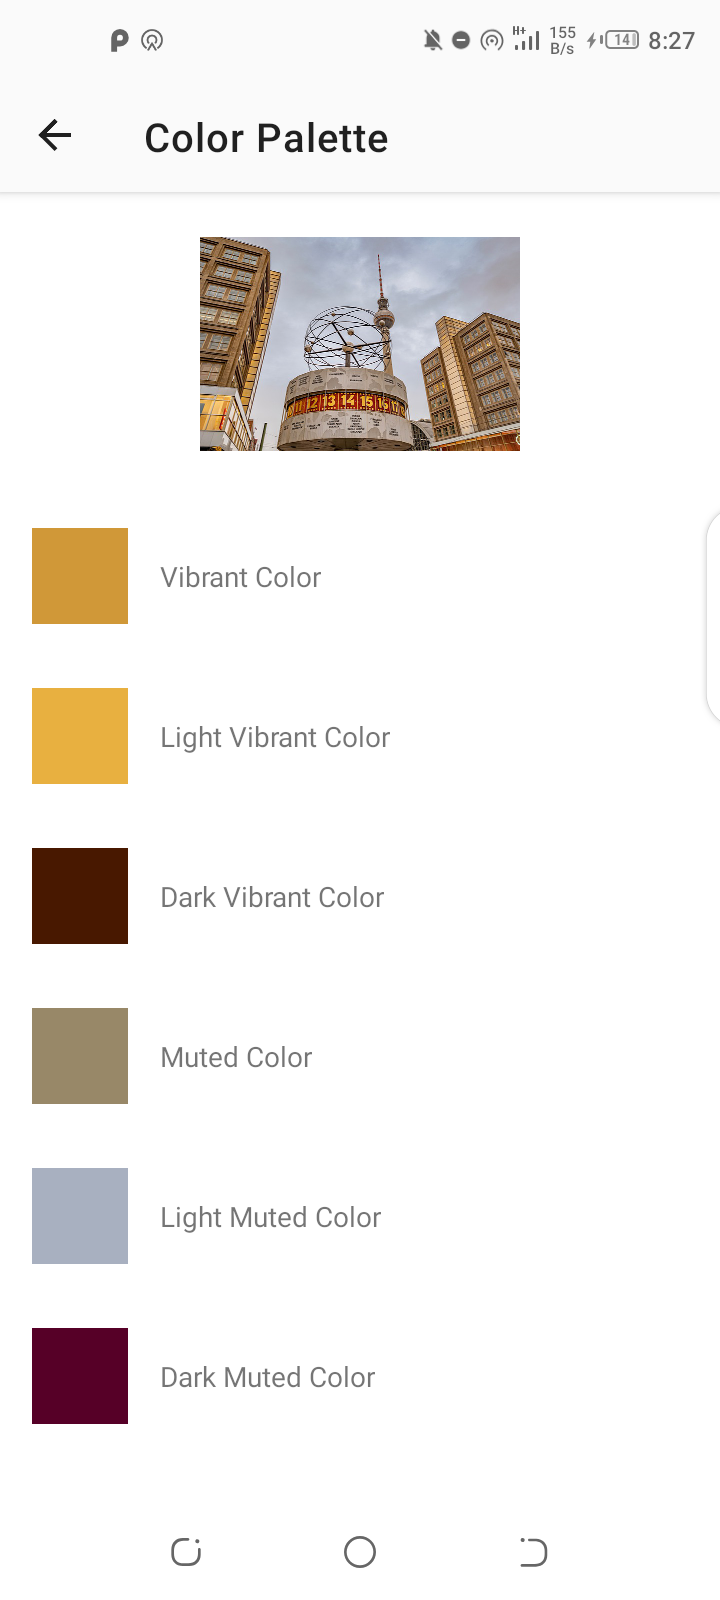 H+ 155 B/s 14 8:27
Color Palette
11 12 13 14 15 16 17
Vibrant Color
Light Vibrant Color
Dark Vibrant Color
Muted Color
Light Muted Color
Dark Muted Color